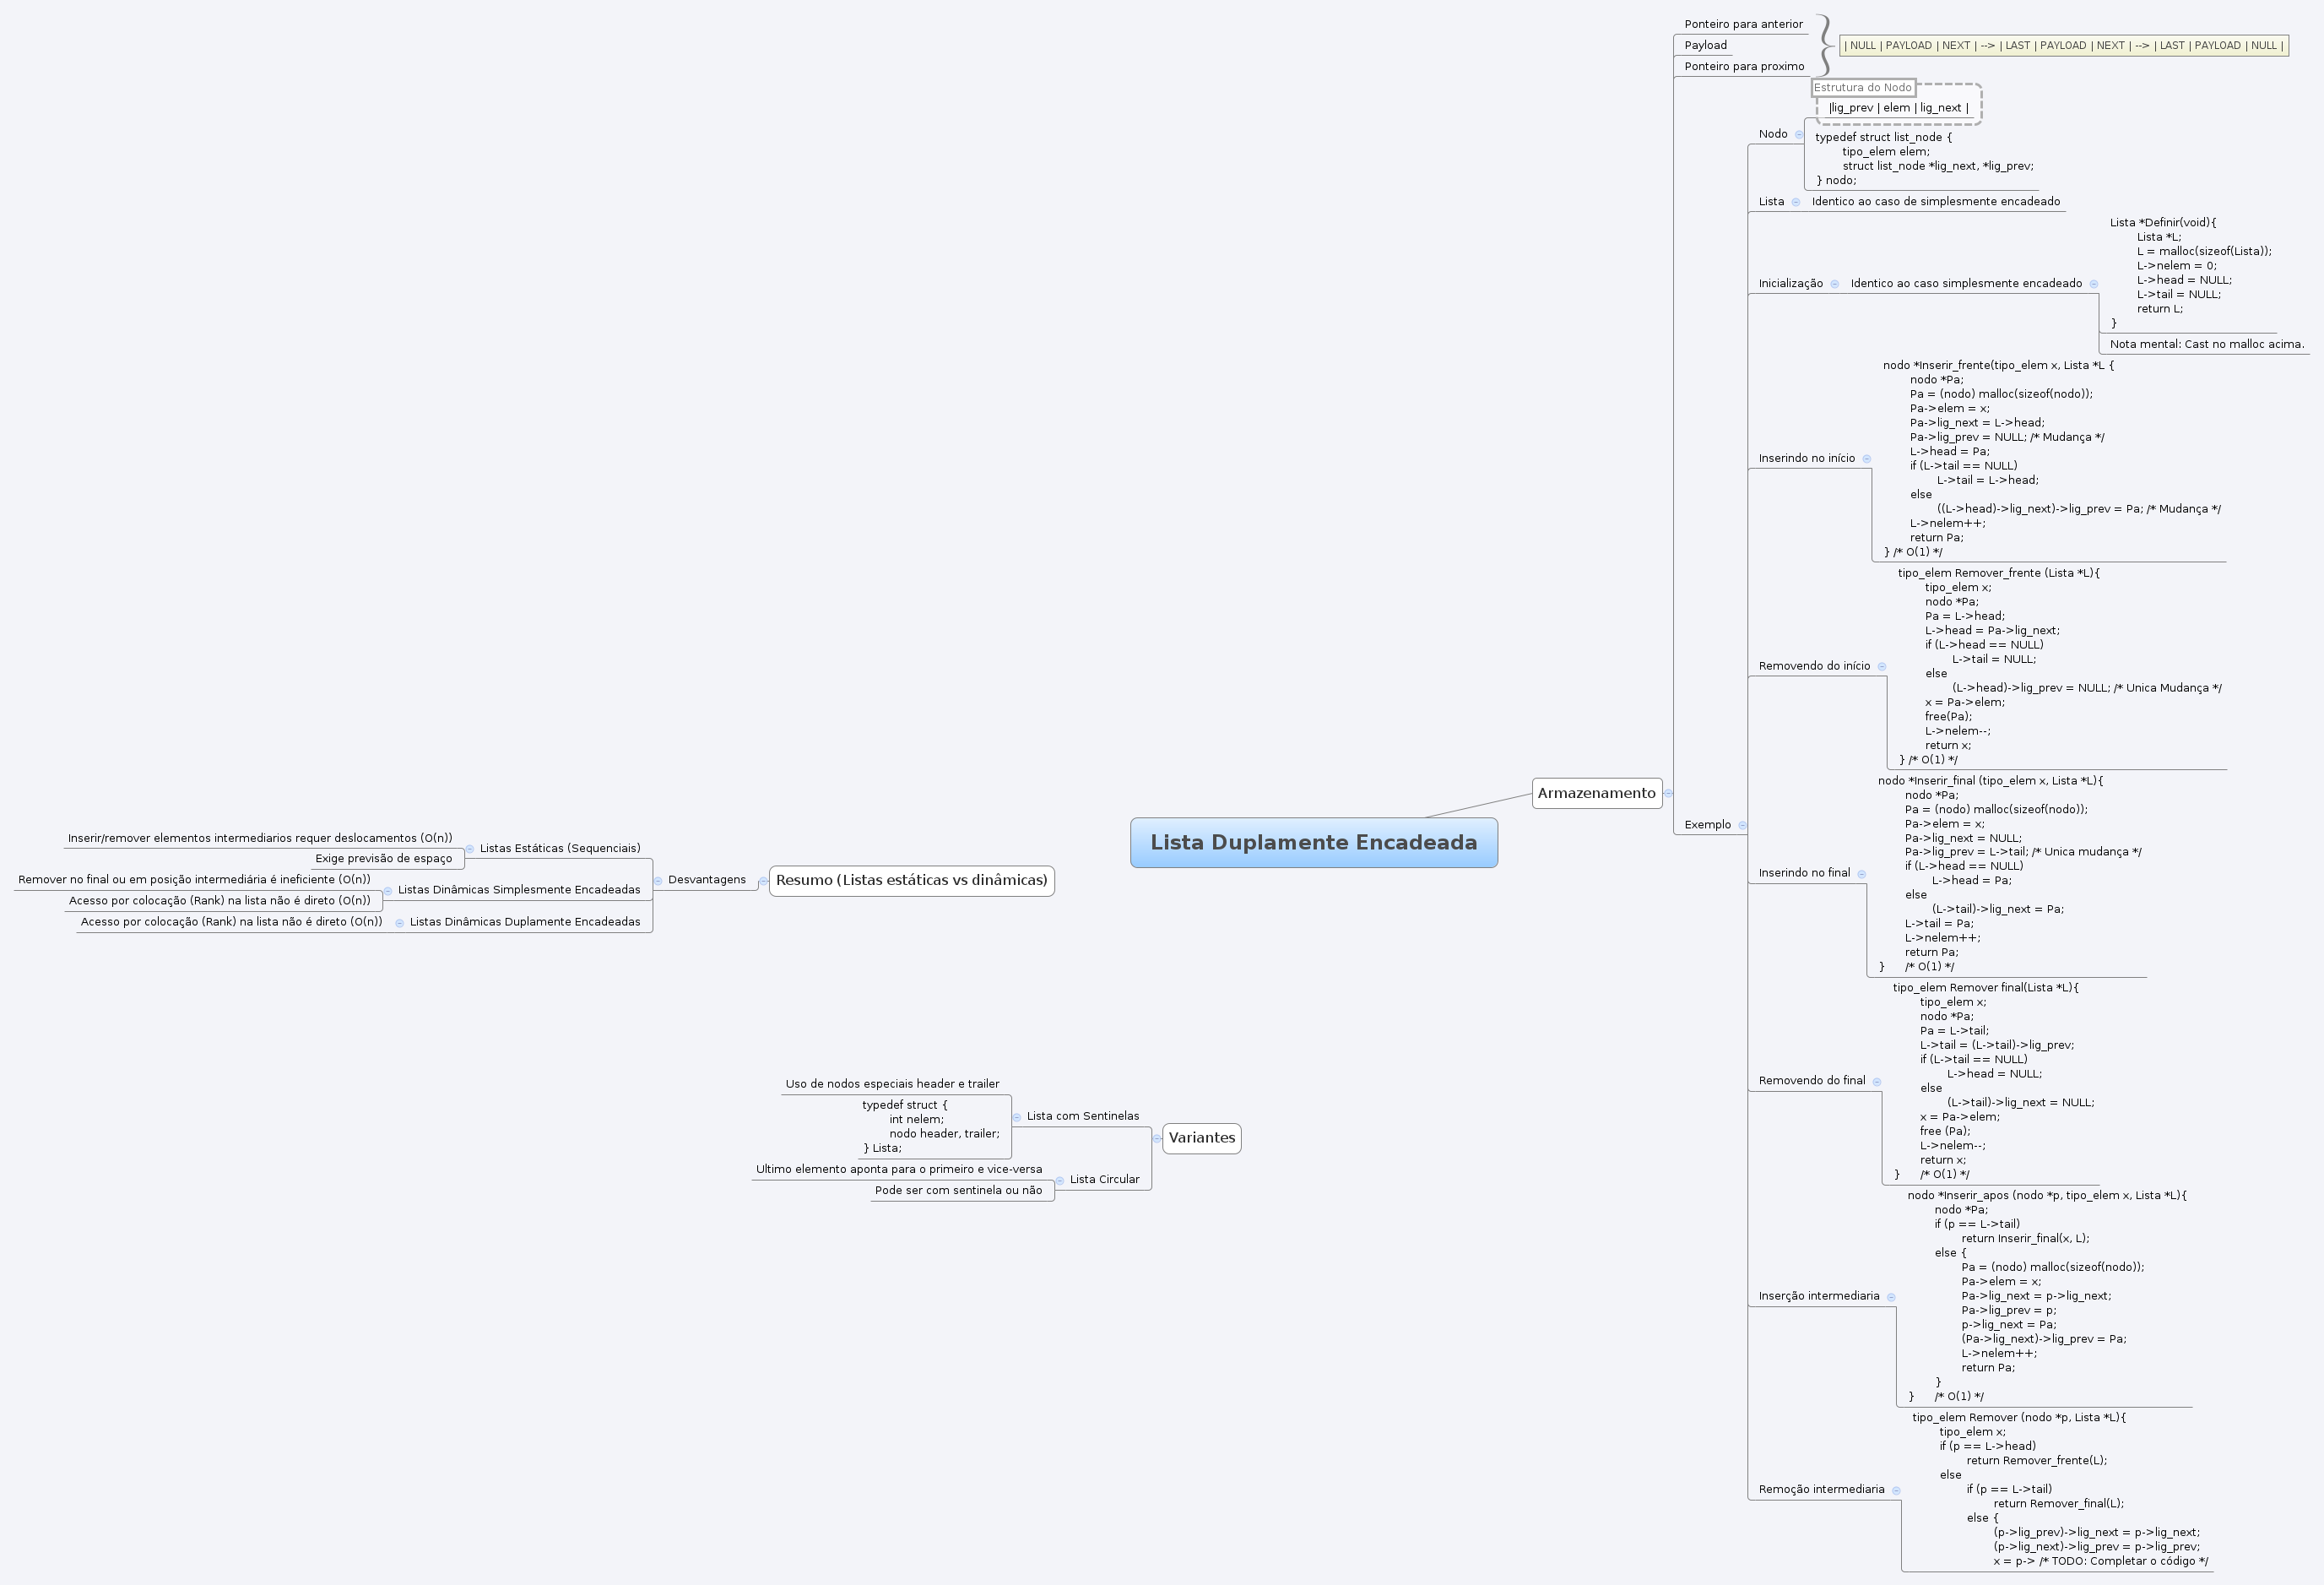 Lista Duplamente Encadeada
Armazenamento
Ponteiro para anterior
Payload
Ponteiro para proximo
| NULL | PAYLOAD | NEXT | --> | LAST | PAYLOAD | NEXT | --> | LAST | PAYLOAD | NULL |
Exemplo
Nodo
Estrutura do Nodo
|lig_prev | elem | lig_next |
typedef struct list_node {
tipo_elem elem;
struct list_node *lig_next, *lig_prev;
} nodo;
Lista
Identico ao caso de simplesmente encadeado
Inicialização
Identico ao caso simplesmente encadeado
Lista *Definir(void){
Lista *L;
L = malloc(sizeof(Lista));
L->nelem = 0;
L->head = NULL;
L->tail = NULL;
return L;
}
Nota mental: Cast no malloc acima.
Inserindo no início
nodo *Inserir_frente(tipo_elem x, Lista *L {
nodo *Pa;
Pa = (nodo) malloc(sizeof(nodo));
Pa->elem = x;
Pa->lig_next = L->head;
Pa->lig_prev = NULL; /* Mudança */
L->head = Pa;
if (L->tail == NULL)
L->tail = L->head;
else
((L->head)->lig_next)->lig_prev = Pa; /* Mudança */
L->nelem++;
return Pa;
} /* O(1) */
Removendo do início
tipo_elem Remover_frente (Lista *L){
tipo_elem x;
nodo *Pa;
Pa = L->head;
L->head = Pa->lig_next;
if (L->head == NULL)
L->tail = NULL;
else
(L->head)->lig_prev = NULL; /* Unica Mudança */
x = Pa->elem;
free(Pa);
L->nelem--;
return x;
} /* O(1) */
Inserindo no final
nodo *Inserir_final (tipo_elem x, Lista *L){
nodo *Pa;
Pa = (nodo) malloc(sizeof(nodo));
Pa->elem = x;
Pa->lig_next = NULL;
Pa->lig_prev = L->tail; /* Unica mudança */
if (L->head == NULL)
L->head = Pa;
else
(L->tail)->lig_next = Pa;
L->tail = Pa;
L->nelem++;
return Pa;
} /* O(1) */
Removendo do final
tipo_elem Remover final(Lista *L){
tipo_elem x;
nodo *Pa;
Pa = L->tail;
L->tail = (L->tail)->lig_prev;
if (L->tail == NULL)
L->head = NULL;
else
(L->tail)->lig_next = NULL;
x = Pa->elem;
free (Pa);
L->nelem--;
return x;
} /* O(1) */
Inserção intermediaria
nodo *Inserir_apos (nodo *p, tipo_elem x, Lista *L){
nodo *Pa;
if (p == L->tail)
return Inserir_final(x, L);
else {
Pa = (nodo) malloc(sizeof(nodo));
Pa->elem = x;
Pa->lig_next = p->lig_next;
Pa->lig_prev = p;
p->lig_next = Pa;
(Pa->lig_next)->lig_prev = Pa;
L->nelem++;
return Pa;
}
} /* O(1) */
Remoção intermediaria
tipo_elem Remover (nodo *p, Lista *L){
tipo_elem x;
if (p == L->head)
return Remover_frente(L);
else
if (p == L->tail)
return Remover_final(L);
else {
(p->lig_prev)->lig_next = p->lig_next;
(p->lig_next)->lig_prev = p->lig_prev;
x = p-> /* TODO: Completar o código */
Resumo (Listas estáticas vs dinâmicas)
Desvantagens
Listas Estáticas (Sequenciais)
Inserir/remover elementos intermediarios requer deslocamentos (O(n))
Exige previsão de espaço
Listas Dinâmicas Simplesmente Encadeadas
Remover no final ou em posição intermediária é ineficiente (O(n))
Acesso por colocação (Rank) na lista não é direto (O(n))
Listas Dinâmicas Duplamente Encadeadas
Acesso por colocação (Rank) na lista não é direto (O(n))
Variantes
Lista com Sentinelas
Uso de nodos especiais header e trailer
typedef struct {
int nelem;
nodo header, trailer;
} Lista;
Lista Circular
Ultimo elemento aponta para o primeiro e vice-versa
Pode ser com sentinela ou não